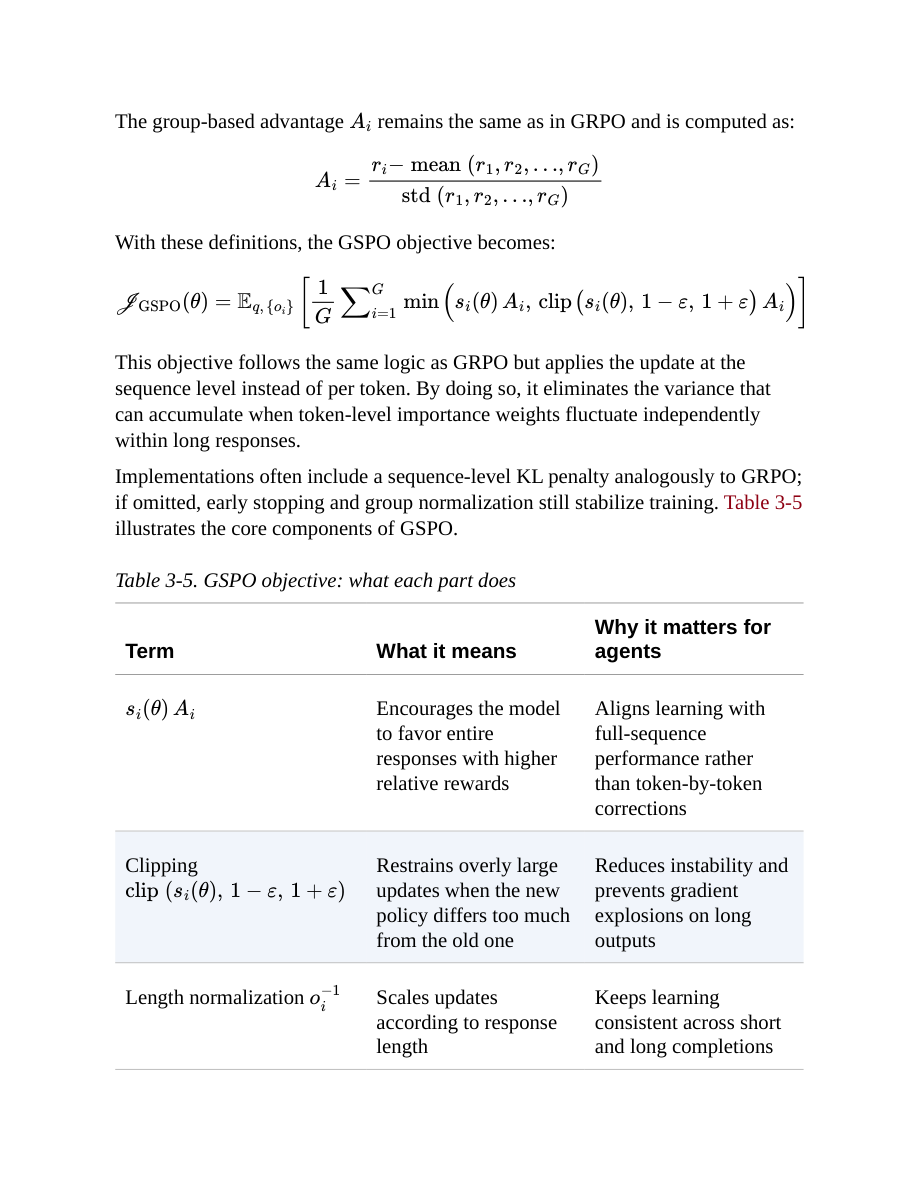 The group-based advantage A_i remains the same as in GRPO and is computed as:
A_i = \frac{r_i − mean (r_1, r_2, …, r_G)}{std (r_1, r_2, …, r_G)}
With these definitions, the GSPO objective becomes:
𝒥_GSPO(θ) = 𝔼_{q, {o_i}} [ \frac{1}{G} ∑_{i=1}^{G} min ( s_i(θ) A_i, clip ( s_i(θ), 1 − ε, 1 + ε ) A_i ) ]
This objective follows the same logic as GRPO but applies the update at the
sequence level instead of per token. By doing so, it eliminates the variance that
can accumulate when token-level importance weights fluctuate independently
within long responses.
Implementations often include a sequence-level KL penalty analogously to GRPO;
if omitted, early stopping and group normalization still stabilize training. Table 3-5
illustrates the core components of GSPO.
Table 3-5. GSPO objective: what each part does
Term
What it means
Why it matters for
agents
s_i(θ) A_i
Encourages the model
to favor entire
responses with higher
relative rewards
Aligns learning with
full-sequence
performance rather
than token-by-token
corrections
Clipping
clip (s_i(θ), 1 − ε, 1 + ε)
Restrains overly large
updates when the new
policy differs too much
from the old one
Reduces instability and
prevents gradient
explosions on long
outputs
Length normalization o_i^{−1}
Scales updates
according to response
length
Keeps learning
consistent across short
and long completions